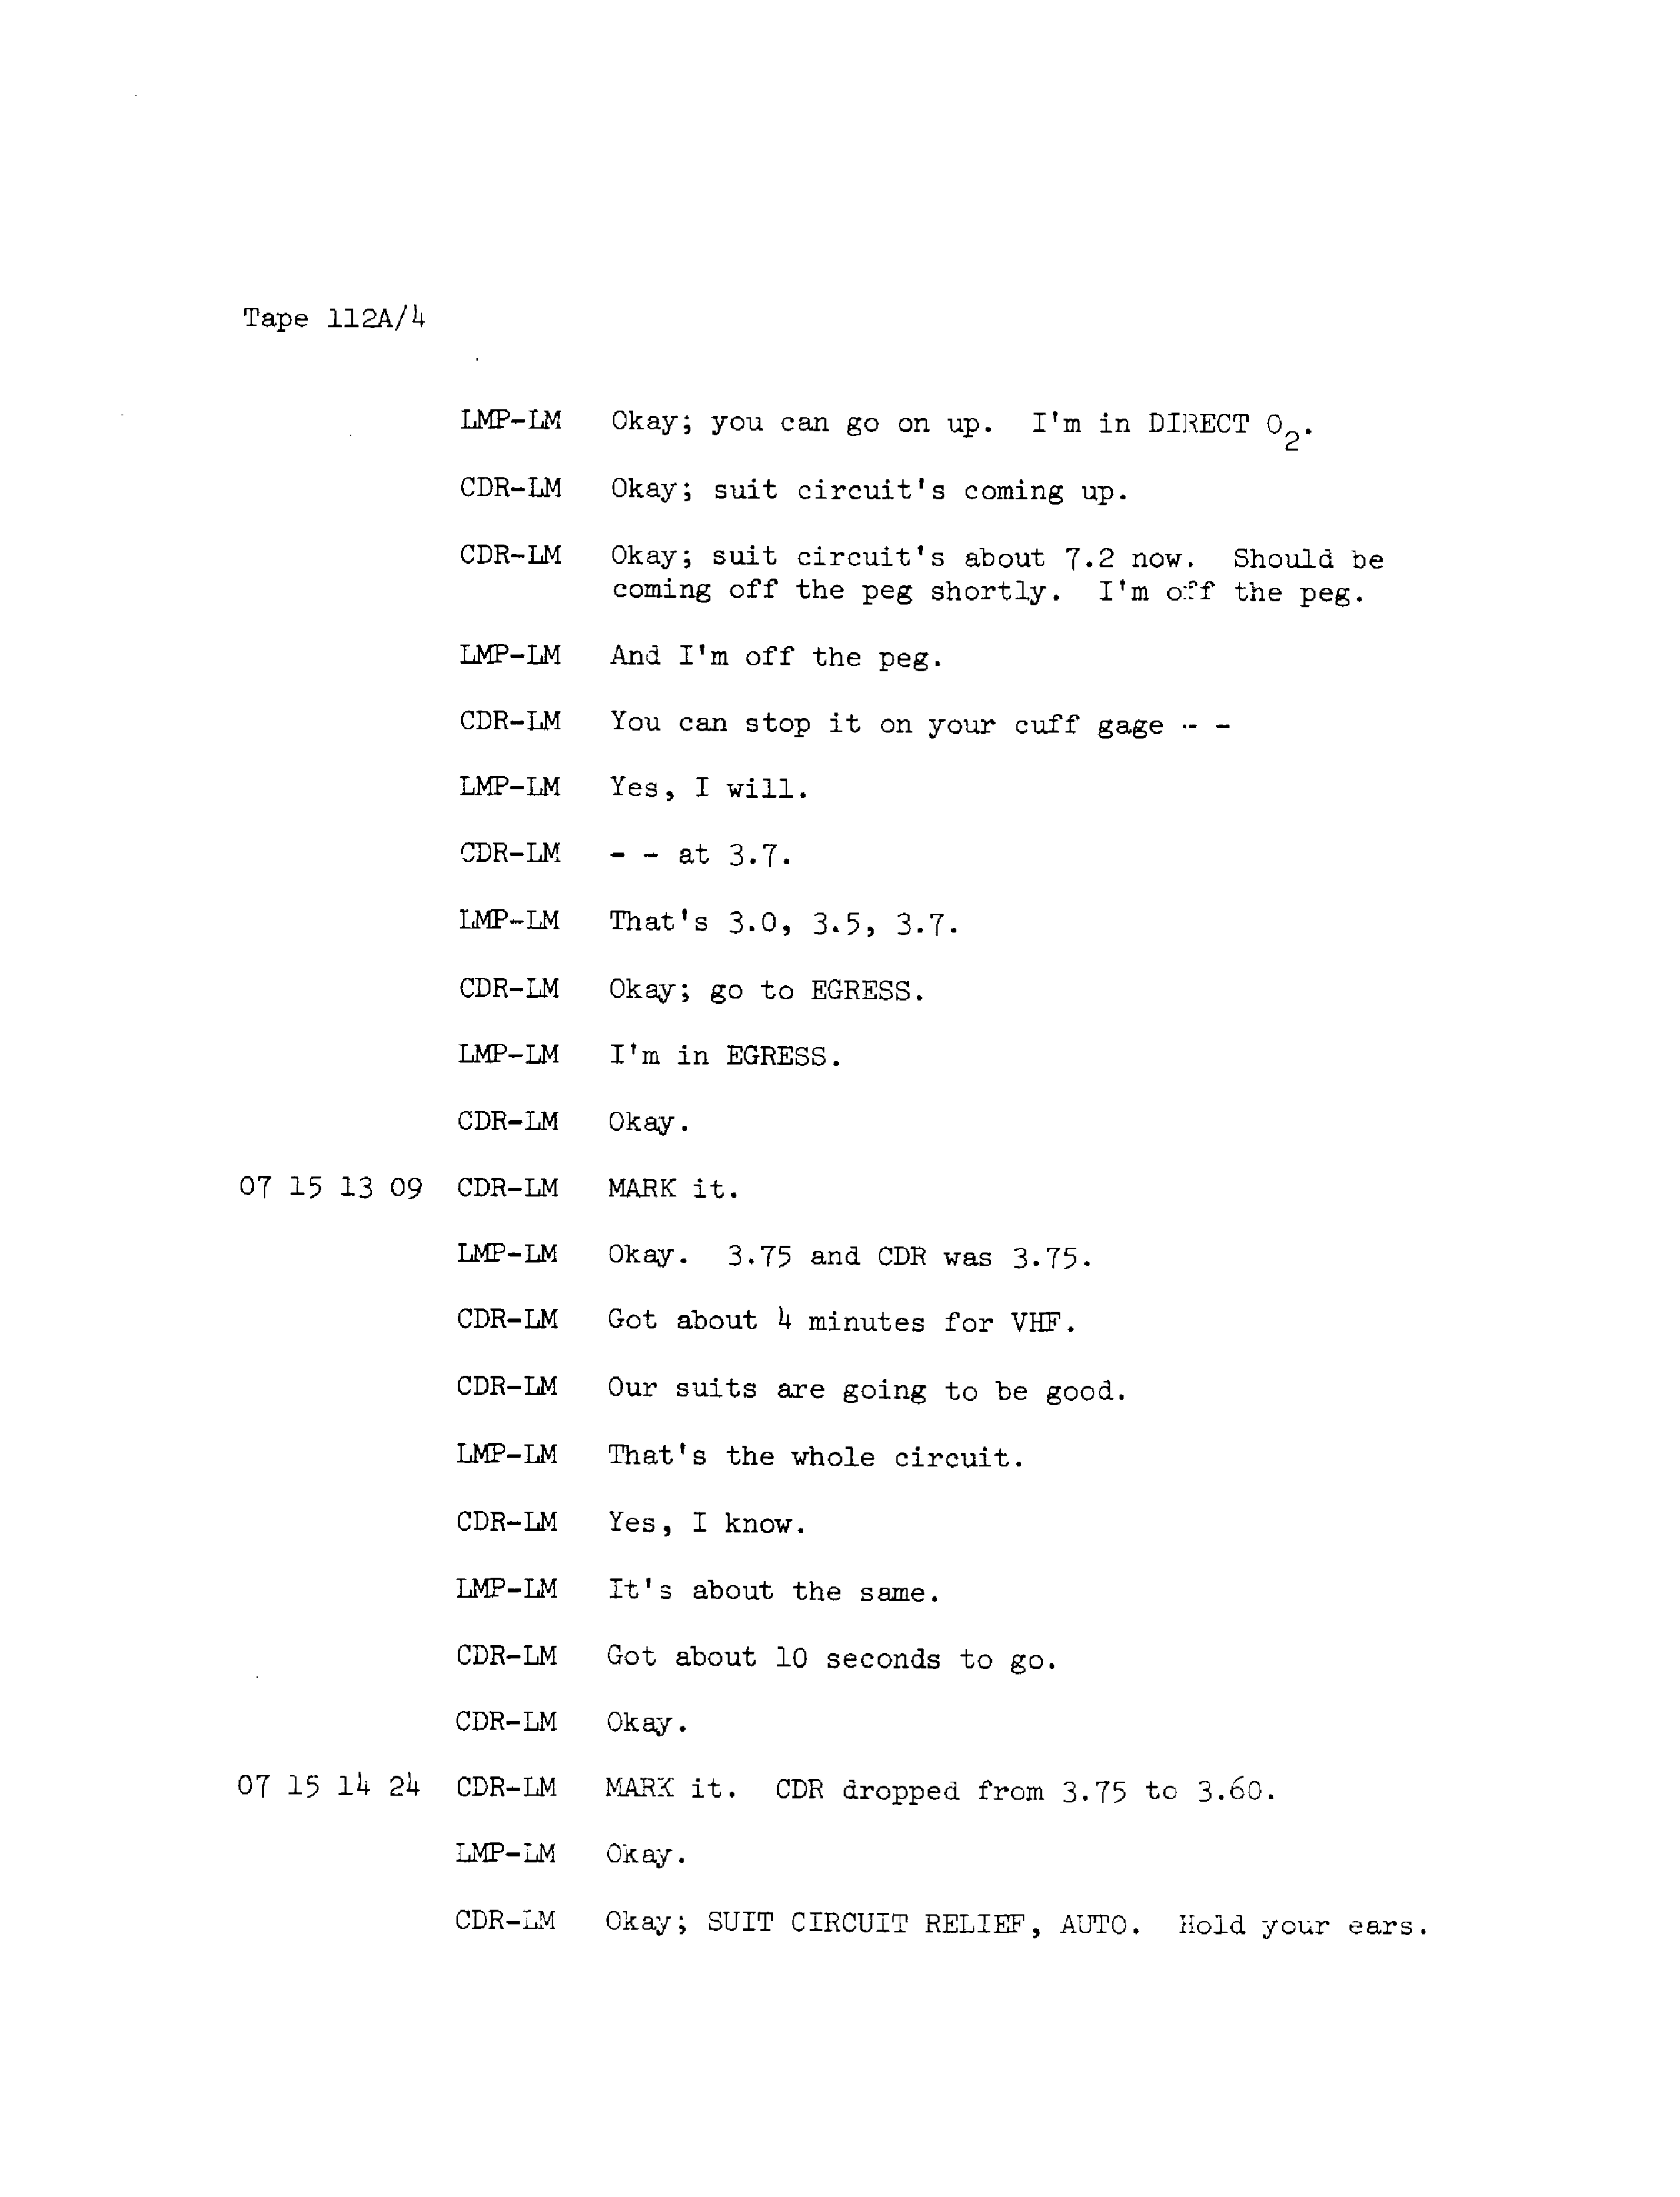 Tape 112A/4
LMP-LM Okay; you can go on up. I'm in DIRECT O2.
CDR-LM Okay; suit circuit's coming up.
CDR-LM Okay; suit circuit's about 7.2 now. Should be
coming off the peg shortly. I'm off the peg.
LMP-LM And I'm off the peg.
CDR-LM You can stop it on your cuff gage - -
LMP-LM Yes, I will.
CDR-LM - - at 3.7.
LMP-LM That's 3.0, 3.5, 3.7.
CDR-LM Okay; go to EGRESS.
LMP-LM I'm in EGRESS.
CDR-LM Okay.
07 15 13 09 CDR-LM MARK it.
LMP-LM Okay. 3.75 and CDR was 3.75.
CDR-LM Got about 4 minutes for VHF.
CDR-LM Our suits are going to be good.
LMP-LM That's the whole circuit.
CDR-LM Yes, I know.
LMP-LM It's about the same.
CDR-LM Got about 10 seconds to go.
CDR-LM Okay.
07 15 14 24 CDR-LM MARK it. CDR dropped from 3.75 to 3.60.
LMP-LM Okay.
CDR-LM Okay; SUIT CIRCUIT RELIEF, AUTO. Hold your ears.